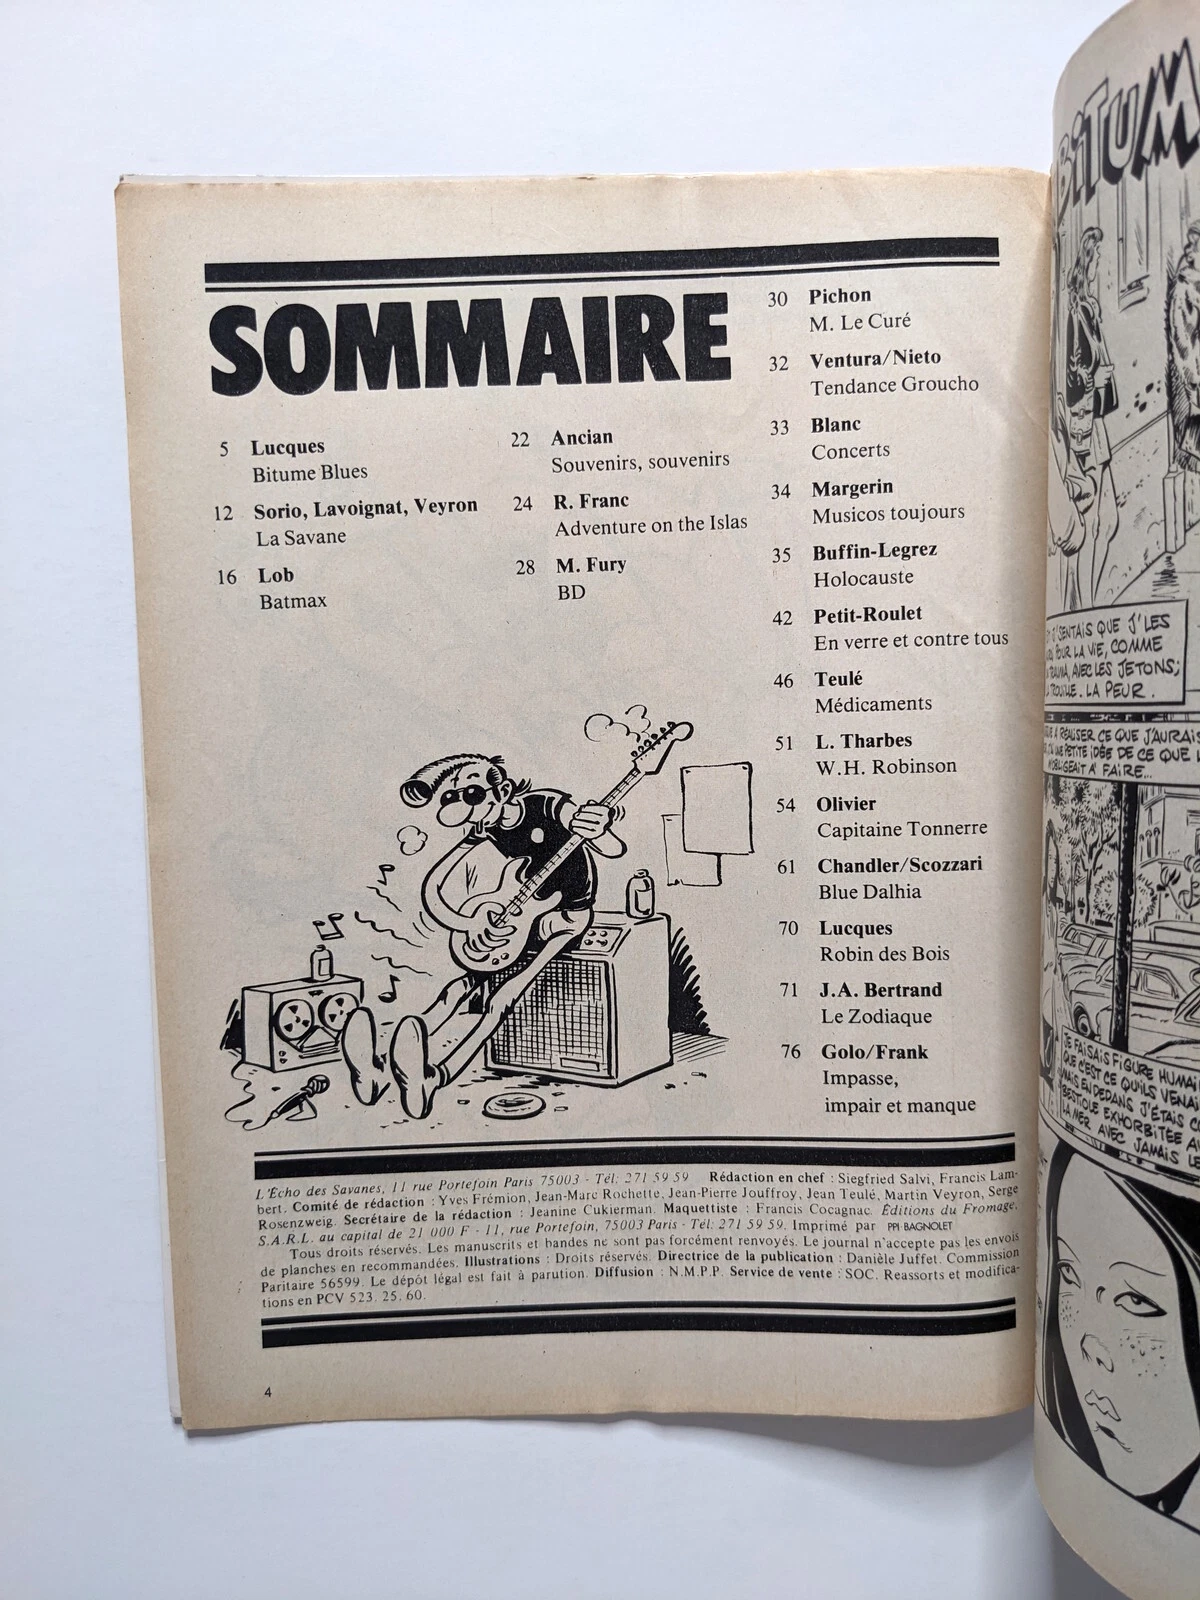 SOMMAIRE
5 Lucques
Bitume Blues
12 Sorio, Lavoignat, Veyron
La Savane
16 Lob
Batmax
22 Ancian
Souvenirs, souvenirs
24 R. Franc
Adventure on the Islas
28 M. Fury
BD
30 Pichon
M. Le Curé
32 Ventura/Nieto
Tendance Groucho
33 Blanc
Concerts
34 Margerin
Musicos toujours
35 Buffin-Legrez
Holocauste
42 Petit-Roulet
En verre et contre tous
46 Teulé
Médicaments
51 L. Tharbes
W.H. Robinson
54 Olivier
Capitaine Tonnerre
61 Chandler/Scozzari
Blue Dalhia
70 Lucques
Robin des Bois
71 J.A. Bertrand
Le Zodiaque
76 Golo/Frank
Impasse,
impair et manque
L'Écho des Savanes, 11 rue Portefoin Paris 75003 - Tél: 271 59 59 Rédaction en chef : Siegfried Salvi, Francis Lam-
bert. Comité de rédaction : Yves Frémion, Jean-Marc Rochette, Jean-Pierre Jouffroy, Jean Teulé, Martin Veyron, Serge
Rosenzweig. Secrétaire de la rédaction : Jeanine Cukierman. Maquettiste : Francis Cocagnac. Éditions du Fromage,
S.A.R.L. au capital de 21 000 F - 11, rue Portefoin, 75003 Paris - Tél: 271 59 59. Imprimé par PPI BAGNOLET
Tous droits réservés. Les manuscrits et bandes ne sont pas forcément renvoyés. Le journal n'accepte pas les envois
de planches en recommandées. Illustrations : Droits réservés. Directrice de la publication : Danièle Juffet. Commission
Paritaire 56599. Le dépôt légal est fait à parution. Diffusion : N.M.P.P. Service de vente : SOC. Reassorts et modifica-
tions en PCV 523. 25. 60.
4
BITUM
J'SENTAIS QUE J'LES
POUR LA VIE, COMME
TRAUMA, AVEC LES JETONS;
TROUILLE. LA PEUR.
A RÉALISER CE QUE J'AURAIS
UNE PETITE IDÉE DE CE QUE
M'OBLIGEAIT A FAIRE...
JE FAISAIS FIGURE HUMAI
QUE C'EST CE QU'ILS VENAI
MAIS EN DEDANS J'ÉTAIS
BESTIOLE EXHORBITÉE
LA MER AVEC JAMAIS LE